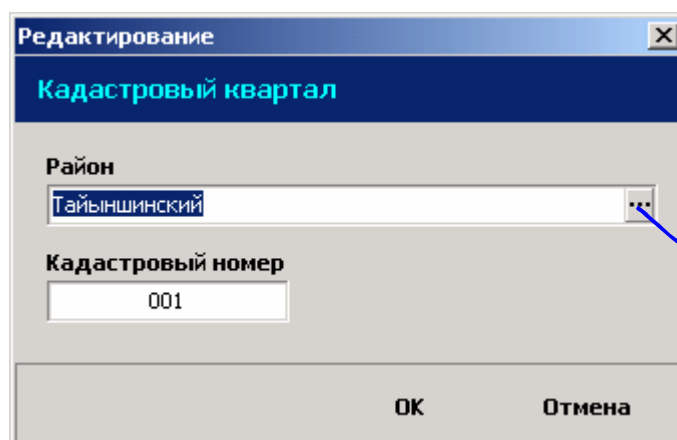 Редактирование
Кадастровый квартал
Район
Тайыншинский
...
Кадастровый номер
001
OK Отмена